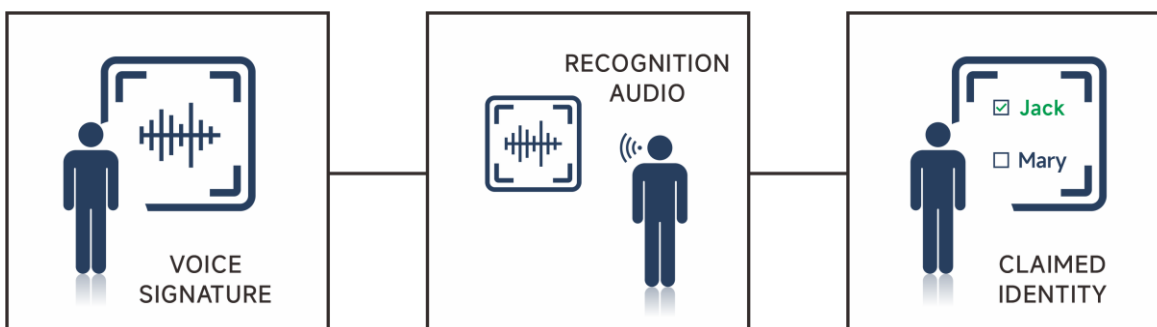 VOICE
SIGNATURE
RECOGNITION
AUDIO
Jack
Mary
CLAIMED
IDENTITY